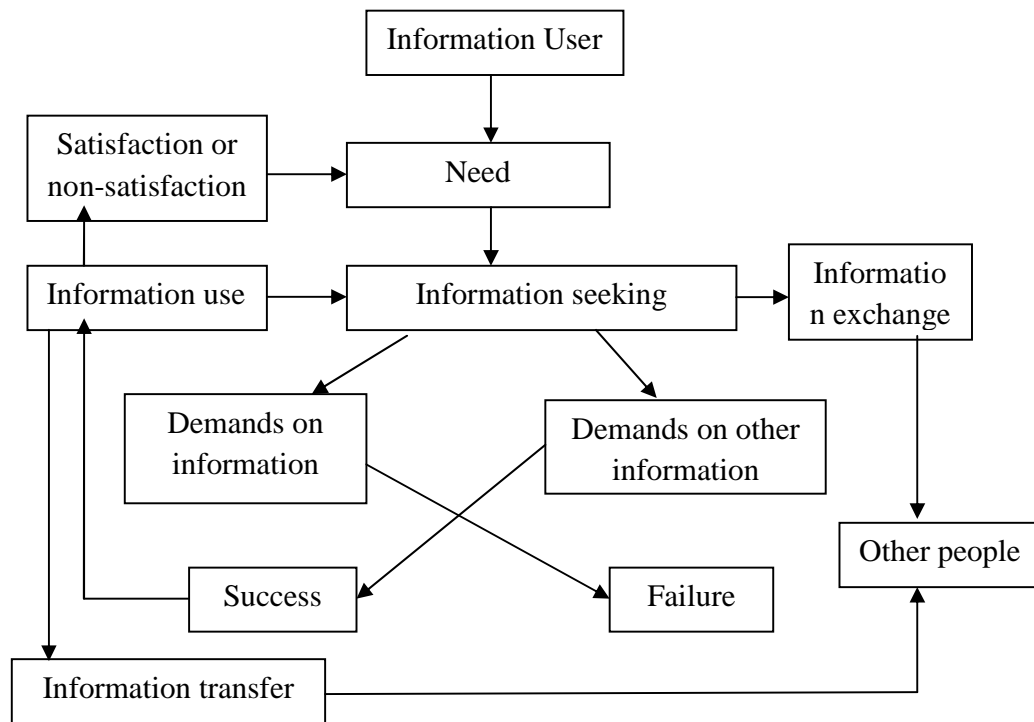 Information User
Satisfaction or
non-satisfaction
Need
Information use
Information seeking
Informatio
n exchange
Demands on
information
Demands on other
information
Other people
Success
Failure
Information transfer